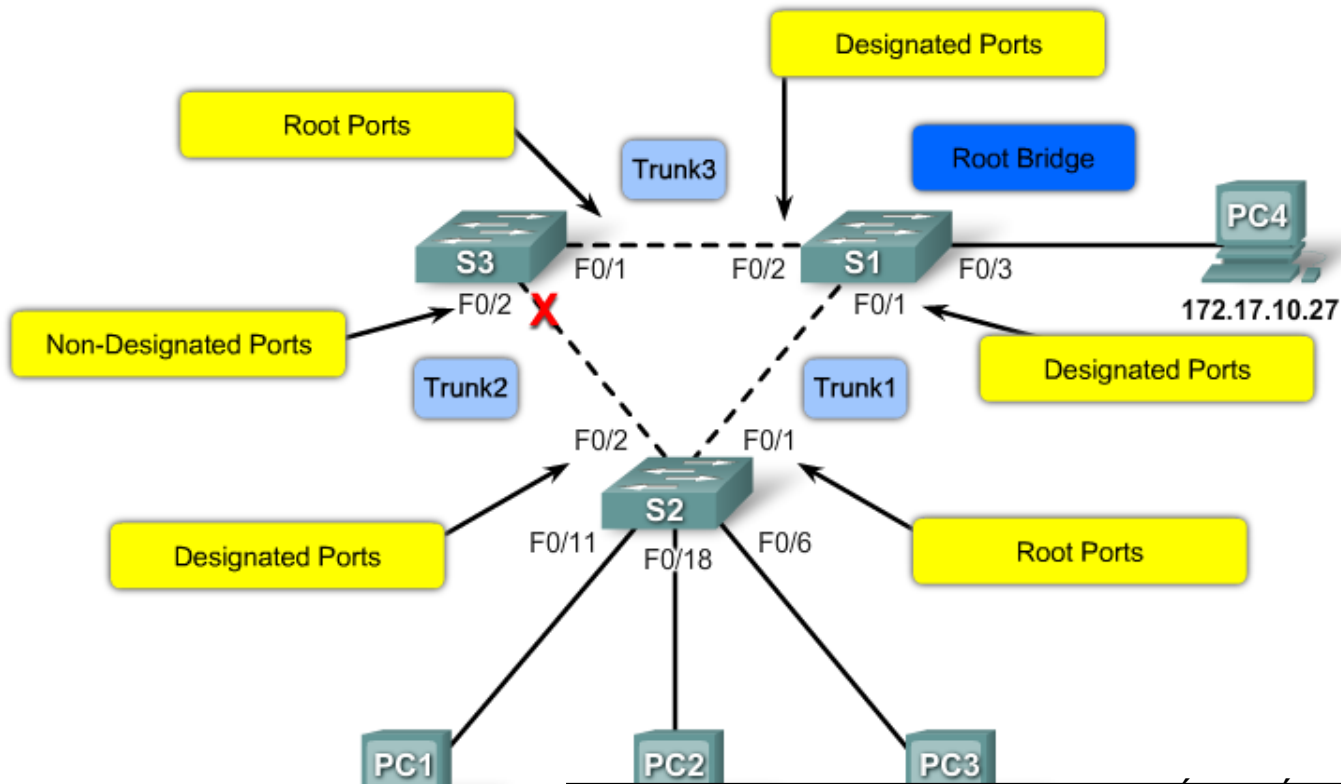 Designated Ports
Root Ports
Trunk3
Root Bridge
PC4
S3
F0/1
F0/2
S1
F0/3
F0/2
F0/1
172.17.10.27
Non-Designated Ports
Trunk2
Trunk1
Designated Ports
F0/2
F0/1
S2
Designated Ports
F0/11
F0/18
F0/6
Root Ports
PC1
PC2
PC3